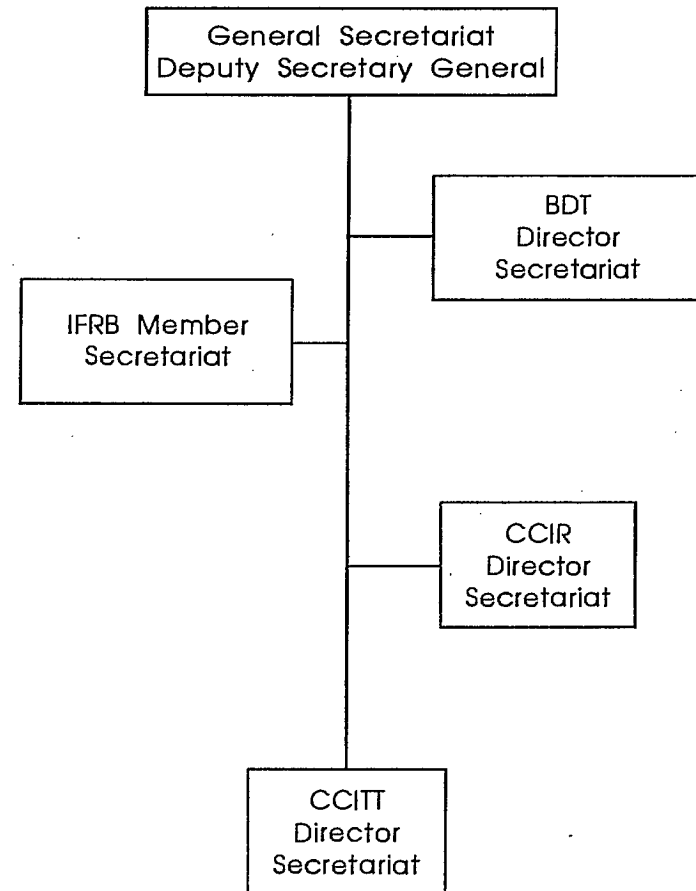 General Secretariat
Deputy Secretary General
BDT
Director
Secretariat
IFRB Member
Secretariat
CCIR
Director
Secretariat
CCITT
Director
Secretariat